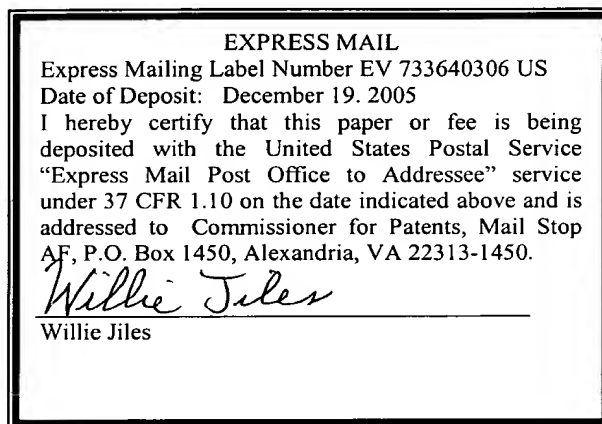 EXPRESS MAIL
Express Mailing Label Number EV 733640306 US
Date of Deposit: December 19. 2005
I hereby certify that this paper or fee is being
deposited with the United States Postal Service
“Express Mail Post Office to Addressee” service
under 37 CFR 1.10 on the date indicated above and is
addressed to Commissioner for Patents, Mail Stop
AF, P.O. Box 1450, Alexandria, VA 22313-1450.
Willie Jiles
Willie Jiles